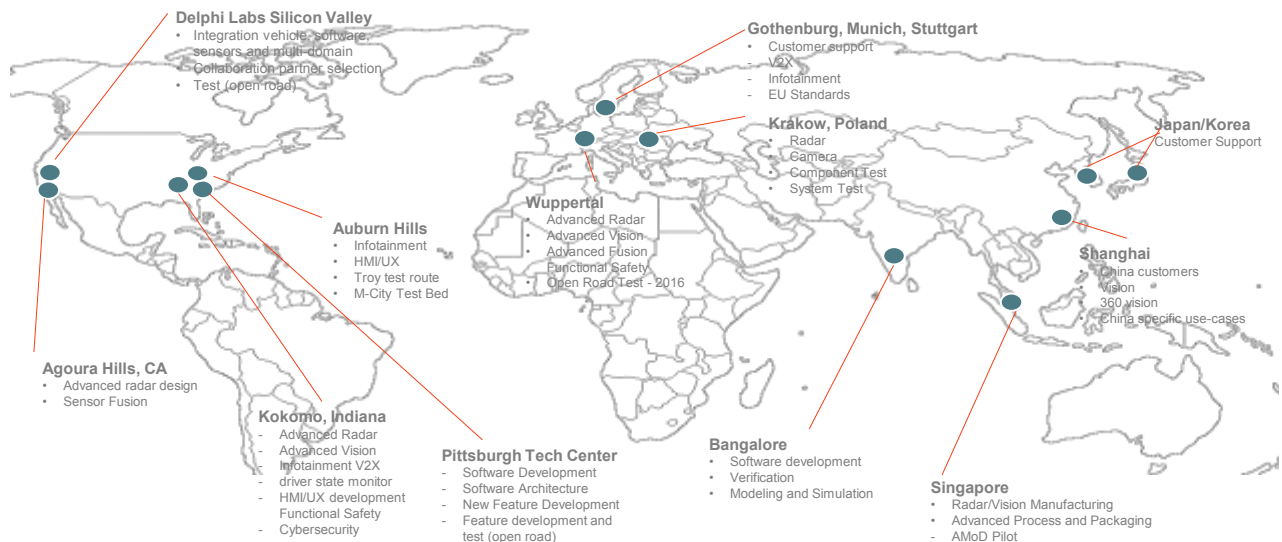 Delphi Labs Silicon Valley
• Integration vehicle, software,
sensors and multi-domain
• Collaboration partner selection
• Test (open road)
Gothenburg, Munich, Stuttgart
• Customer support
- V2X
- Infotainment
- EU Standards
Krakow, Poland
• Radar
• Camera
• Component Test
• System Test
Japan/Korea
Customer Support
Auburn Hills
• Infotainment
• HMI/UX
• Troy test route
• M-City Test Bed
Wuppertal
• Advanced Radar
• Advanced Vision
• Advanced Fusion
- Functional Safety
• Open Road Test - 2016
Shanghai
• China customers
• Vision
• 360 vision
• China specific use-cases
Agoura Hills, CA
• Advanced radar design
• Sensor Fusion
Kokomo, Indiana
- Advanced Radar
- Advanced Vision
- Infotainment V2X
- driver state monitor
- HMI/UX development
Functional Safety
- Cybersecurity
Pittsburgh Tech Center
- Software Development
- Software Architecture
- New Feature Development
- Feature development and
test (open road)
Bangalore
• Software development
• Verification
• Modeling and Simulation
Singapore
• Radar/Vision Manufacturing
• Advanced Process and Packaging
- AMoD Pilot